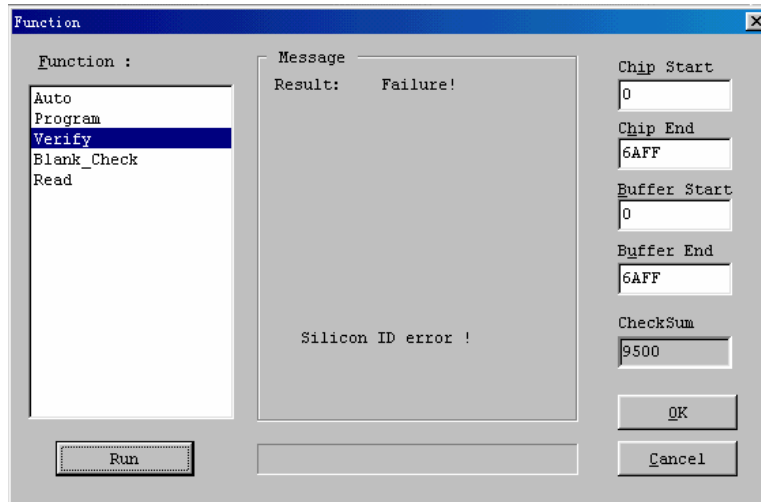 Function
Function :
Auto
Program
Verify
Blank_Check
Read
Run
Message
Result: Failure!
Silicon ID error !
Chip Start
0
Chip End
6AFF
Buffer Start
0
Buffer End
6AFF
CheckSum
9500
OK
Cancel